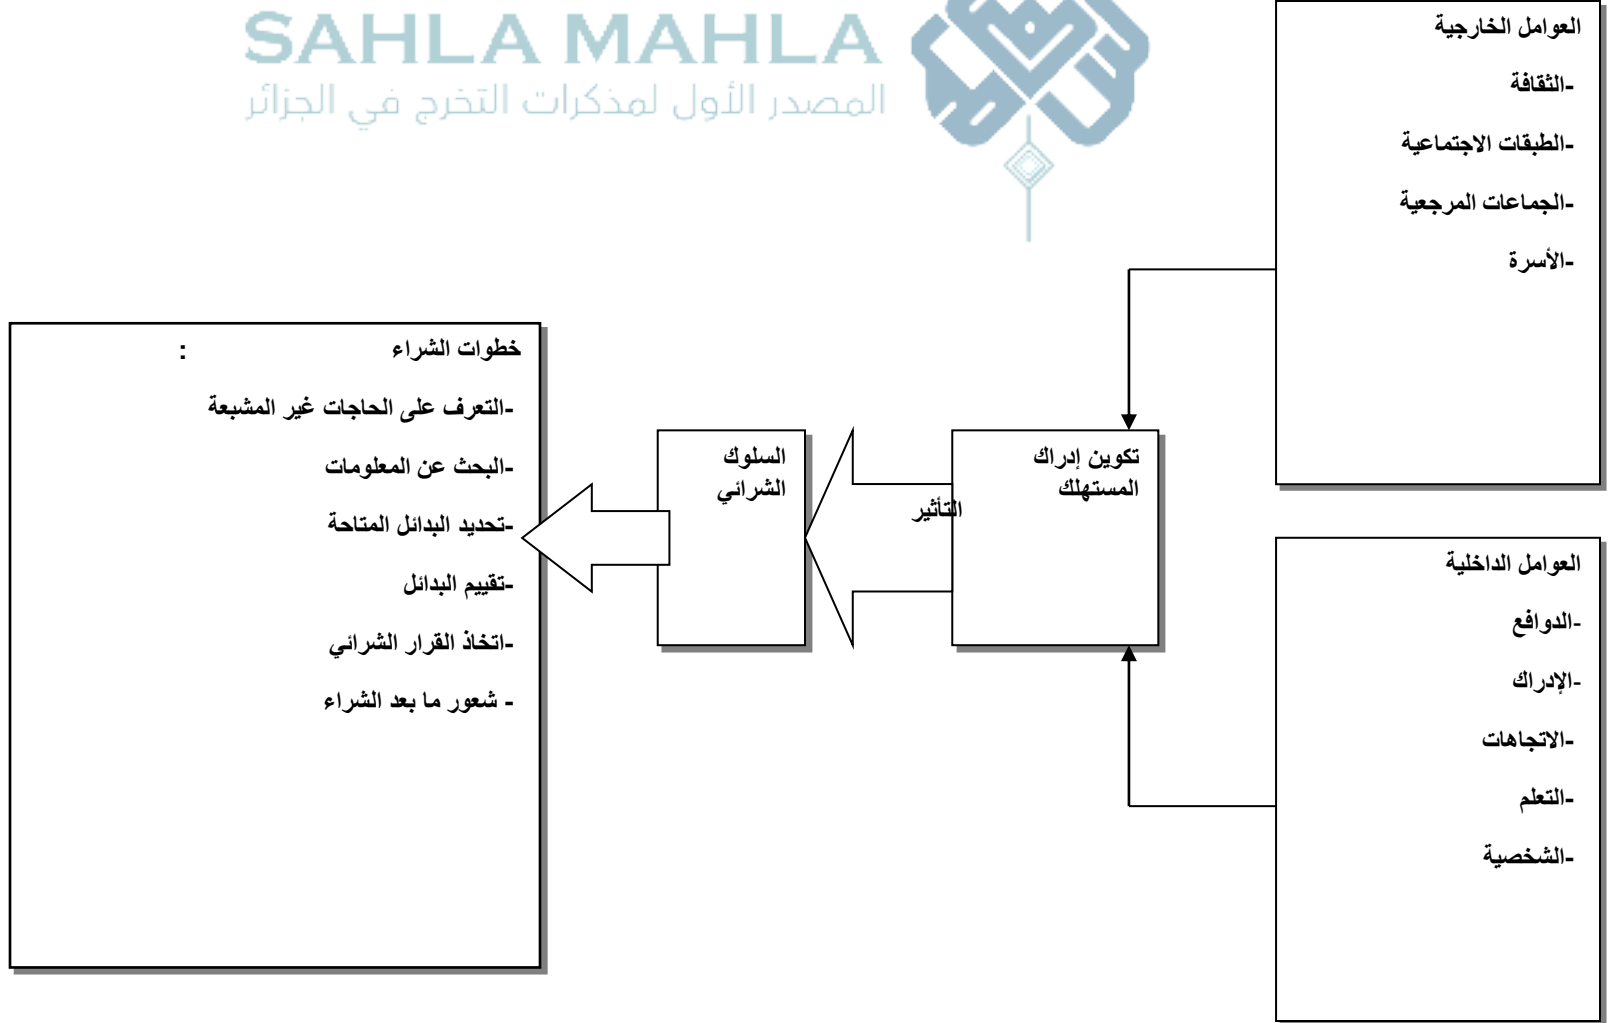 SAHLA MAHLA
المصدر الأول لمذكرات التخرج في الجزائر
العوامل الخارجية
-الثقافة
-الطبقات الاجتماعية
-الجماعات المرجعية
-الأسرة
العوامل الداخلية
-الدوافع
-الإدراك
-الاتجاهات
-التعلم
-الشخصية
تكوين إدراك
المستهلك
التأثير
السلوك
الشرائي
خطوات الشراء :
-التعرف على الحاجات غير المشبعة
-البحث عن المعلومات
-تحديد البدائل المتاحة
-تقييم البدائل
-اتخاذ القرار الشرائي
- شعور ما بعد الشراء